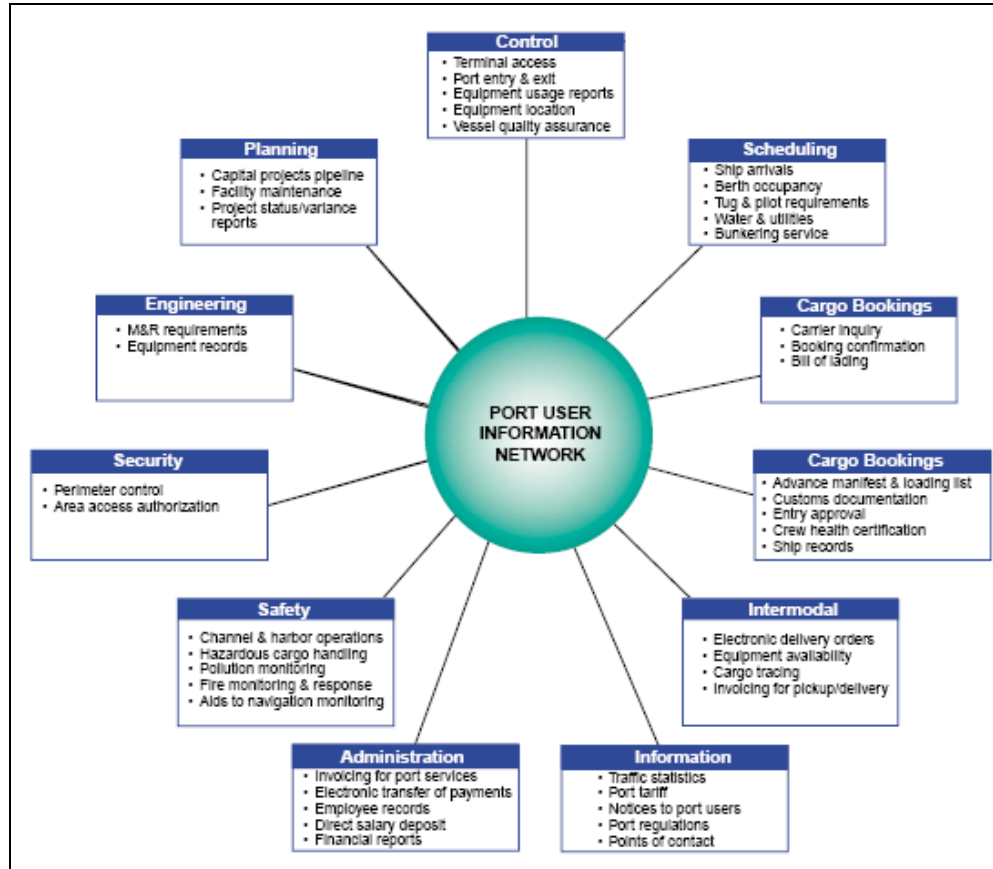 Control
• Terminal access
• Port entry & exit
• Equipment usage reports
• Equipment location
• Vessel quality assurance
Planning
• Capital projects pipeline
• Facility maintenance
• Project status/variance
reports
Scheduling
• Ship arrivals
• Berth occupancy
• Tug & pilot requirements
• Water & utilities
• Bunkering service
Engineering
• M&R requirements
• Equipment records
Cargo Bookings
• Carrier inquiry
• Booking confirmation
• Bill of lading
PORT USER
INFORMATION
NETWORK
Security
• Perimeter control
• Area access authorization
Cargo Bookings
• Advance manifest & loading list
• Customs documentation
• Entry approval
• Crew health certification
• Ship records
Safety
• Channel & harbor operations
• Hazardous cargo handling
• Pollution monitoring
• Fire monitoring & response
• Aids to navigation monitoring
Intermodal
• Electronic delivery orders
• Equipment availability
• Cargo tracing
• Invoicing for pickup/delivery
Administration
• Invoicing for port services
• Electronic transfer of payments
• Employee records
• Direct salary deposit
• Financial reports
Information
• Traffic statistics
• Port tariff
• Notices to port users
• Port regulations
• Points of contact